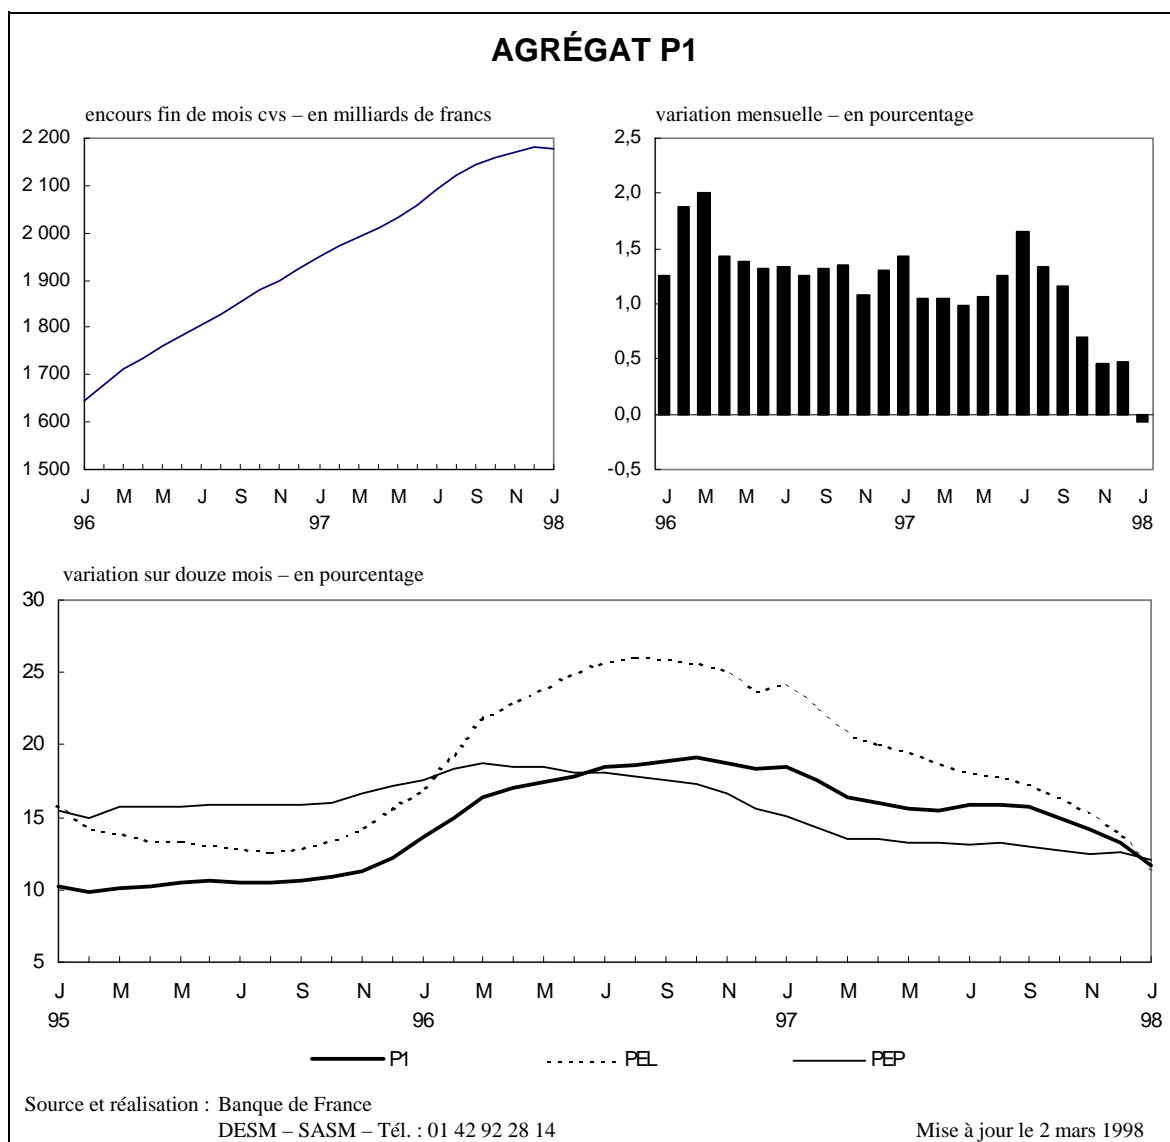 AGRÉGAT P1
encours fin de mois cvs – en milliards de francs
2 200
2 100
2 000
1 900
1 800
1 700
1 600
1 500
J M M J S N J M M J S N J
96 97 98
variation mensuelle – en pourcentage
2,5
2,0
1,5
1,0
0,5
0,0
-0,5
J M M J S N J M M J S N J
96 97 98
variation sur douze mois – en pourcentage
30
25
20
15
10
5
J M M J S N J M M J S N J M M J S N J
95 96 97 98
P1 PEL PEP
Source et réalisation : Banque de France
DESM – SASM – Tél. : 01 42 92 28 14 Mise à jour le 2 mars 1998